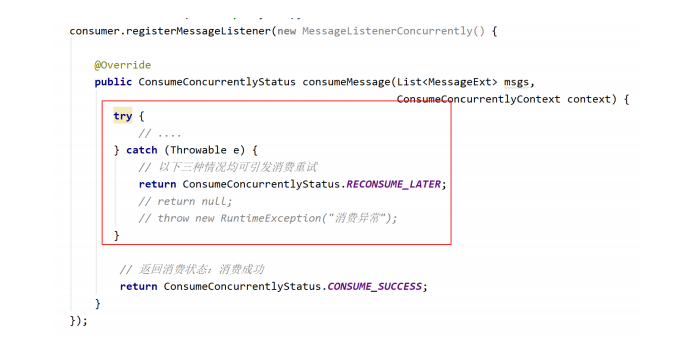 consumer.registerMessageListener(new MessageListenerConcurrently() {
@Override
public ConsumeConcurrentlyStatus consumeMessage(List<MessageExt> msgs,
ConsumeConcurrentlyContext context) {
try {
// ....
} catch (Throwable e) {
// 以下三种情况均可引发消费重试
return ConsumeConcurrentlyStatus.RECONSUME_LATER;
// return null;
// throw new RuntimeException("消费异常");
}
// 返回消费状态：消费成功
return ConsumeConcurrentlyStatus.CONSUME_SUCCESS;
}
});